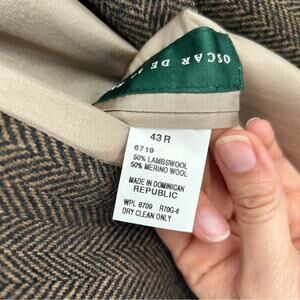 OSCAR DE L
43 R
6719
50% LAMBSWOOL
50% MERINO WOOL
MADE IN DOMINICAN
REPUBLIC
WPL 8709 R70G-6
DRY CLEAN ONLY